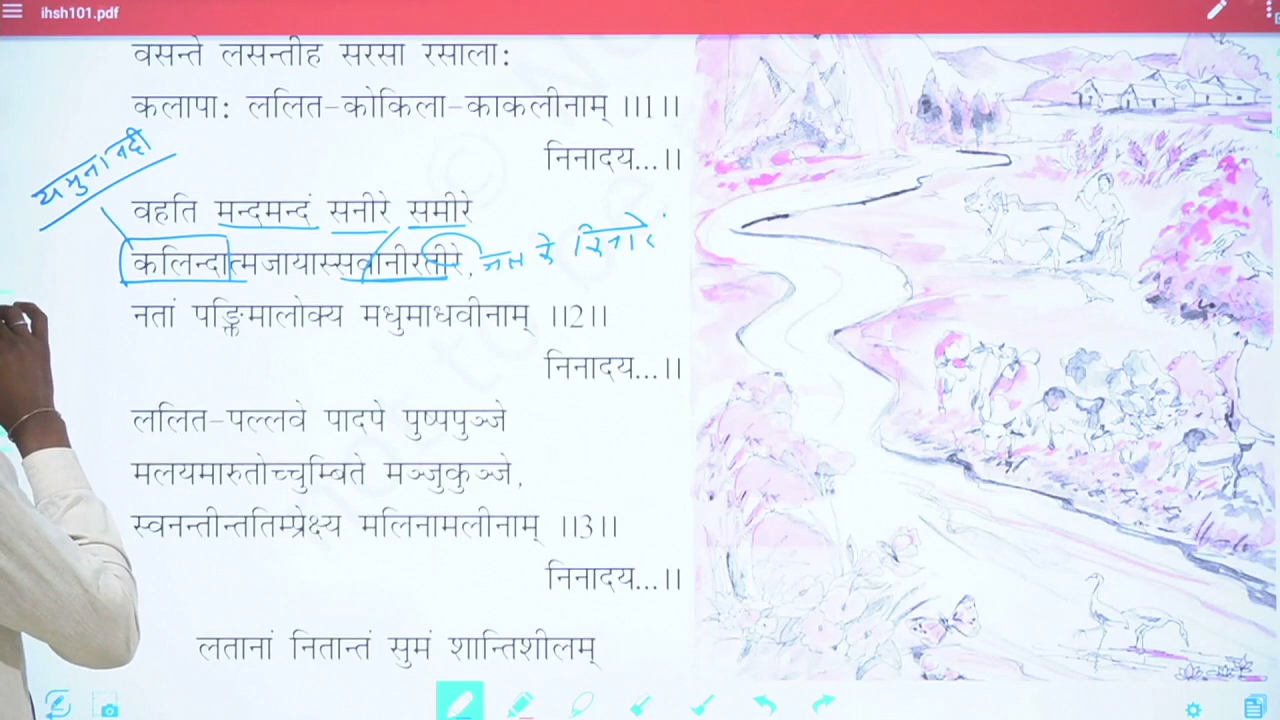 ihsh101.pdf
वसन्ते लसन्तीह सरसा रसालाः
कलापाः ललित-कोकिला-काकलीनाम् ।।1।।
निनादय...।।
यमुना नदी
वहति मन्दमन्दं सनीरे समीरे
कलिन्दात्मजायास्सवानीरतीरे, जल के किनारे
नतां पङ्क्तिमालोक्य मधुमाधवीनाम् ।।2।।
निनादय...।।
ललित-पल्लवे पादपे पुष्पपुञ्जे
मलयमारुतोच्चुम्बिते मञ्जुकुञ्जे,
स्वनन्तीन्ततिम्प्रेक्ष्य मलिनामलीनाम् ।।3।।
निनादय...।।
लतानां नितान्तं सुमं शान्तिशीलम्